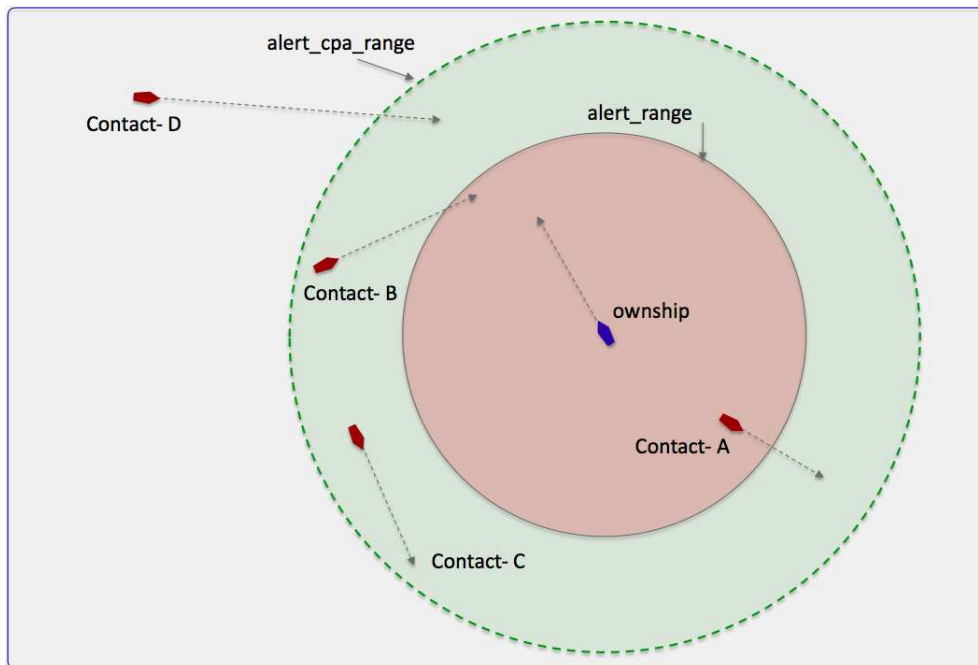 alert_cpa_range
alert_range
Contact- D
Contact- B
ownship
Contact- A
Contact- C